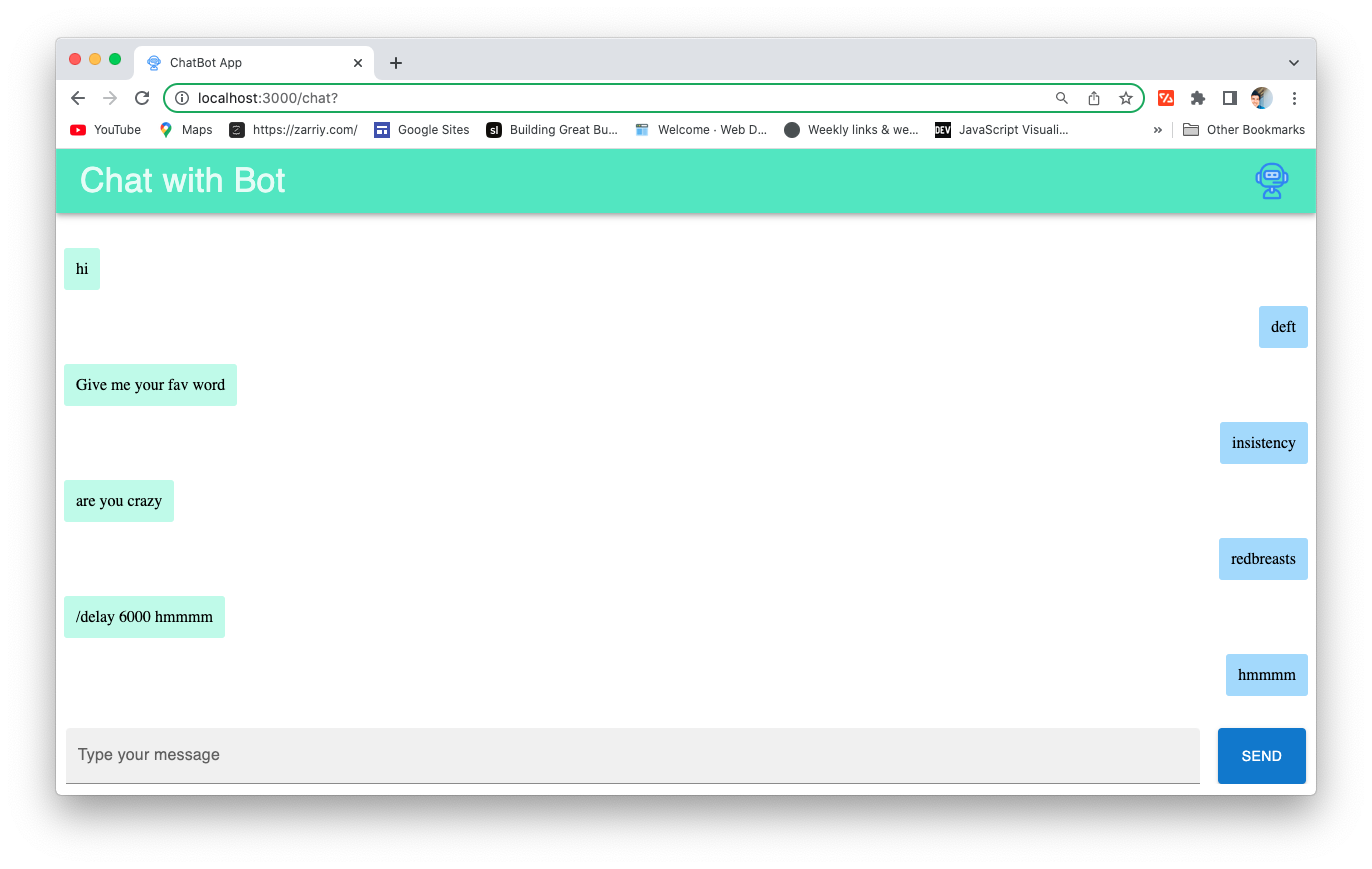 ChatBot App
localhost:3000/chat?
YouTube Maps https://zarriy.com/ Google Sites sl Building Great Bu... Welcome · Web D... Weekly links & we... DEV JavaScript Visuali... » Other Bookmarks
Chat with Bot
hi
deft
Give me your fav word
insistency
are you crazy
redbreasts
/delay 6000 hmmmm
hmmmm
Type your message SEND